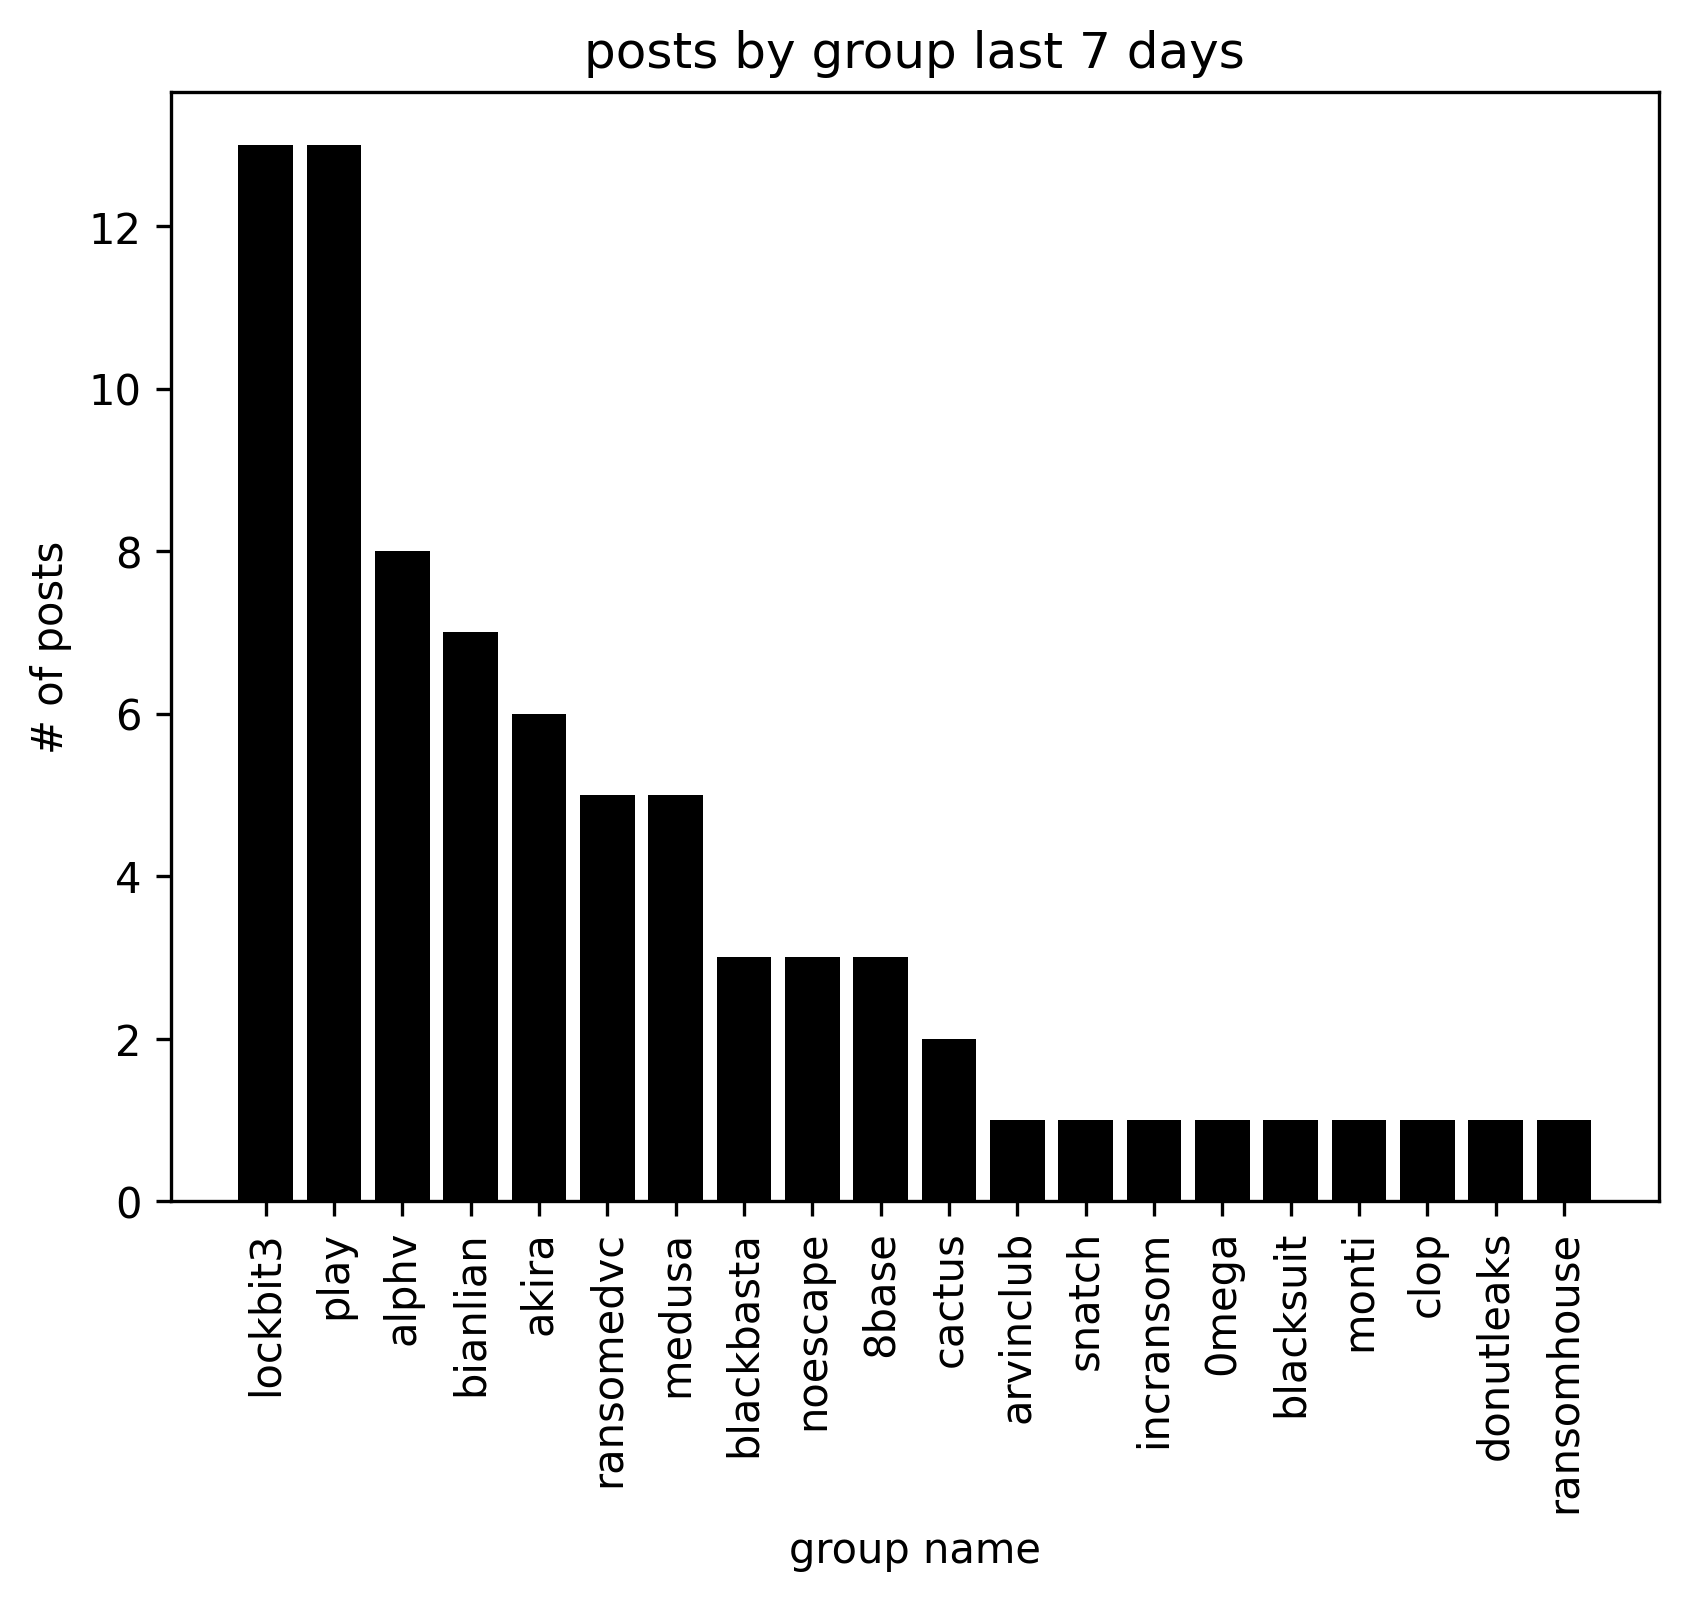 posts by group last 7 days
# of posts
12
10
8
6
4
2
0
lockbit3
play
alphv
bianlian
akira
ransomedvc
medusa
blackbasta
noescape
8base
cactus
arvinclub
snatch
incransom
0mega
blacksuit
monti
clop
donutleaks
ransomhouse
group name